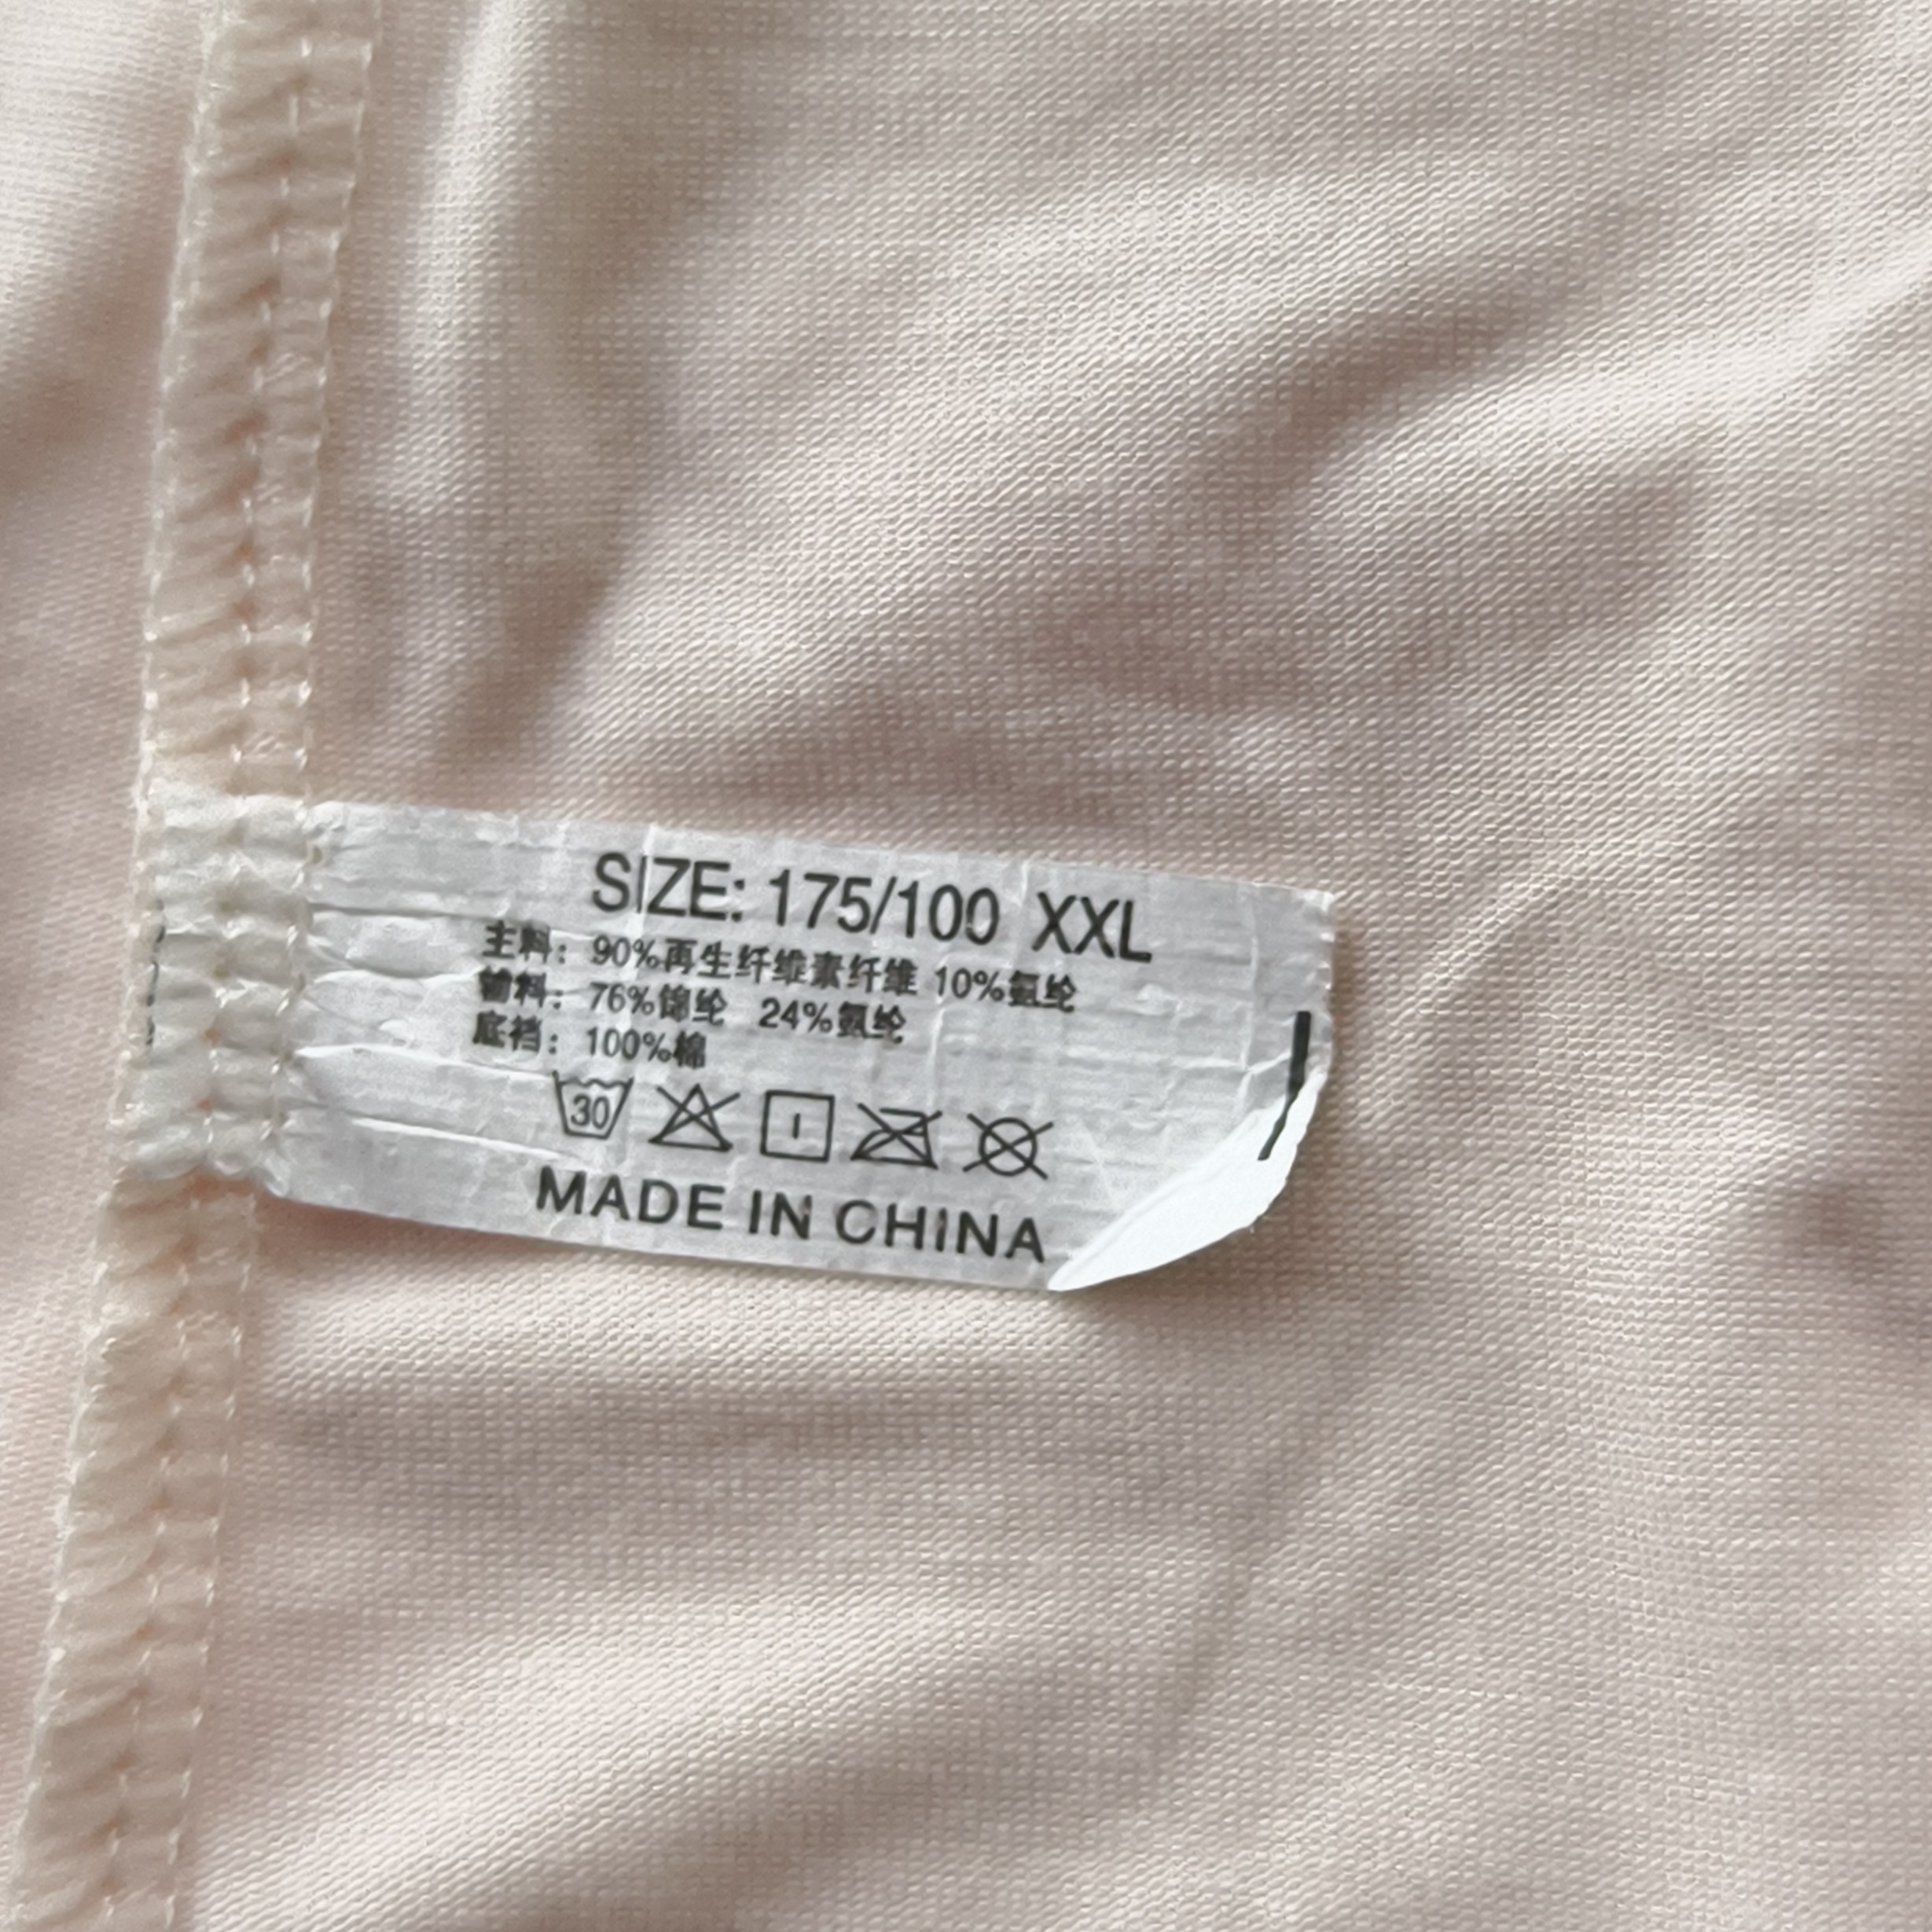 SIZE: 175/100 XXL
主料: 90%再生纤维素纤维 10%氨纶
辅料: 76%锦纶 24%氨纶
底裆: 100%棉
30
MADE IN CHINA